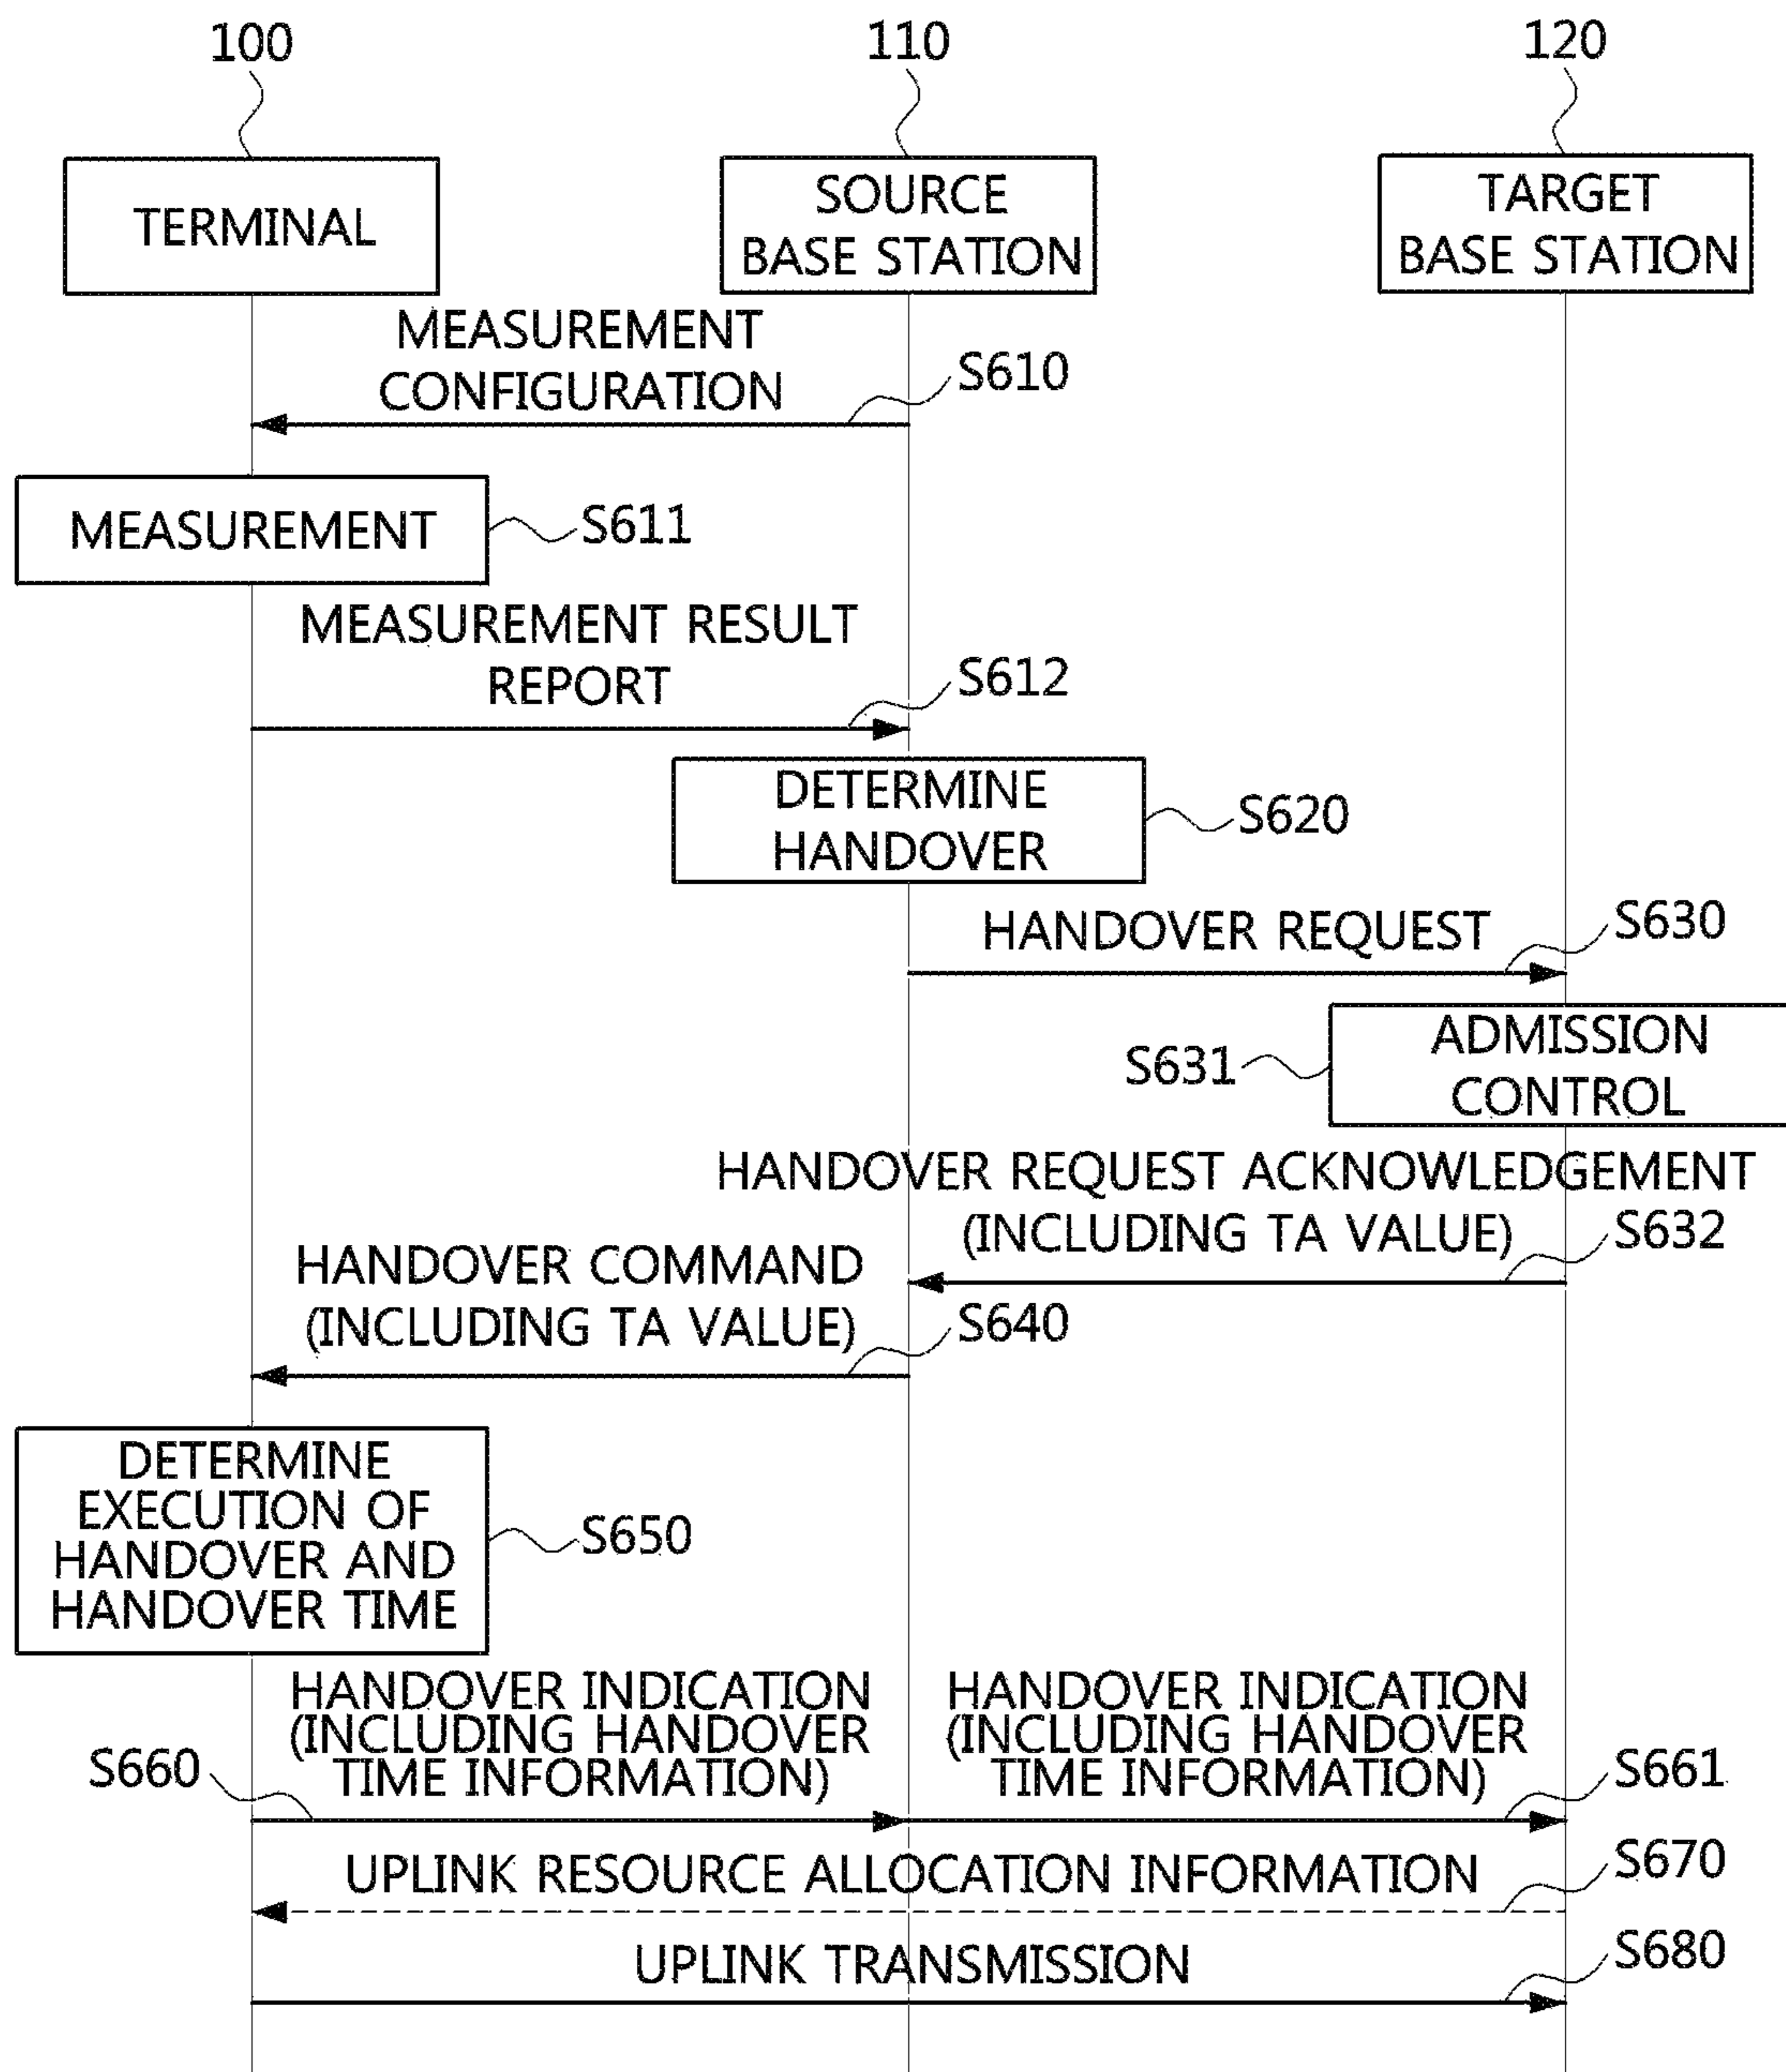 100
110
120
TERMINAL
SOURCE
BASE STATION
TARGET
BASE STATION
MEASUREMENT
CONFIGURATION
S610
MEASUREMENT
S611
MEASUREMENT RESULT
REPORT
S612
DETERMINE
HANDOVER
S620
HANDOVER REQUEST
S630
ADMISSION
CONTROL
S631
HANDOVER REQUEST ACKNOWLEDGEMENT
(INCLUDING TA VALUE)
S632
HANDOVER COMMAND
(INCLUDING TA VALUE)
S640
DETERMINE
EXECUTION OF
HANDOVER AND
HANDOVER TIME
S650
HANDOVER INDICATION
(INCLUDING HANDOVER
TIME INFORMATION)
S660
HANDOVER INDICATION
(INCLUDING HANDOVER
TIME INFORMATION)
S661
UPLINK RESOURCE ALLOCATION INFORMATION
S670
UPLINK TRANSMISSION
S680